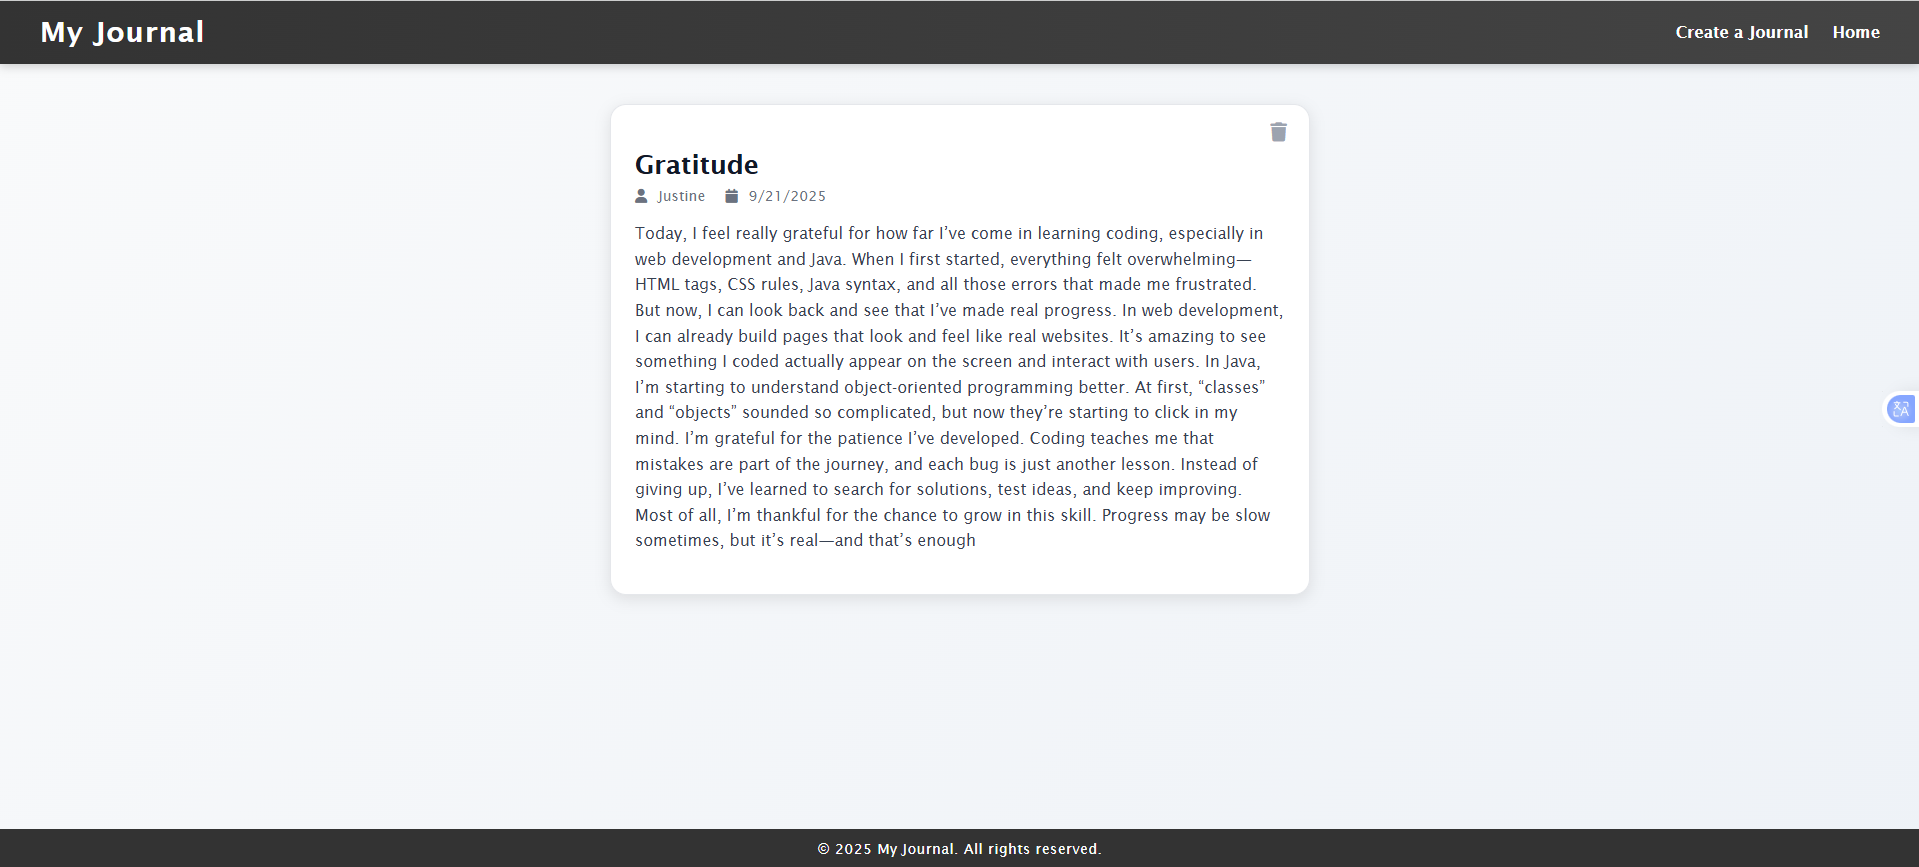 My Journal
Create a Journal
Home
Gratitude
Justine
9/21/2025
Today, I feel really grateful for how far I’ve come in learning coding, especially in
web development and Java. When I first started, everything felt overwhelming—
HTML tags, CSS rules, Java syntax, and all those errors that made me frustrated.
But now, I can look back and see that I’ve made real progress. In web development,
I can already build pages that look and feel like real websites. It’s amazing to see
something I coded actually appear on the screen and interact with users. In Java,
I’m starting to understand object-oriented programming better. At first, “classes”
and “objects” sounded so complicated, but now they’re starting to click in my
mind. I’m grateful for the patience I’ve developed. Coding teaches me that
mistakes are part of the journey, and each bug is just another lesson. Instead of
giving up, I’ve learned to search for solutions, test ideas, and keep improving.
Most of all, I’m thankful for the chance to grow in this skill. Progress may be slow
sometimes, but it’s real—and that’s enough
© 2025 My Journal. All rights reserved.